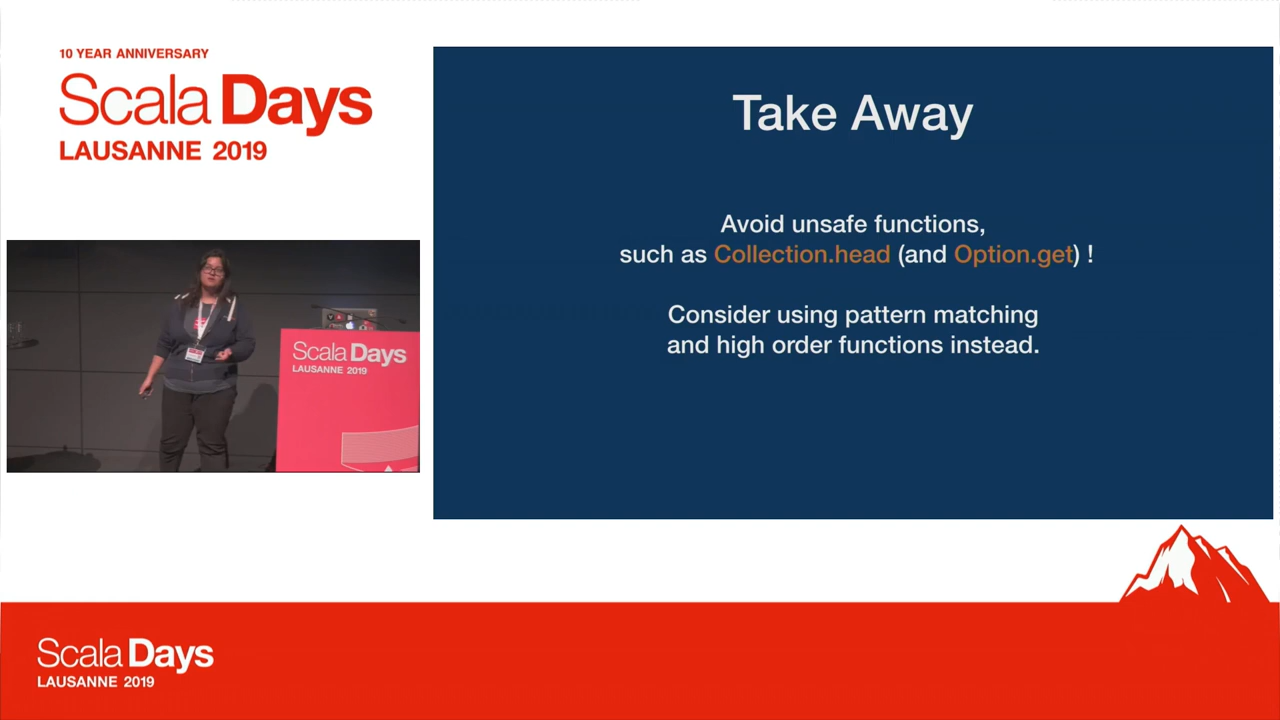 10 YEAR ANNIVERSARY
Scala Days
LAUSANNE 2019
Take Away
Avoid unsafe functions,
such as Collection.head (and Option.get) !
Consider using pattern matching
and high order functions instead.
Scala Days
LAUSANNE 2019
Scala Days
LAUSANNE 2019